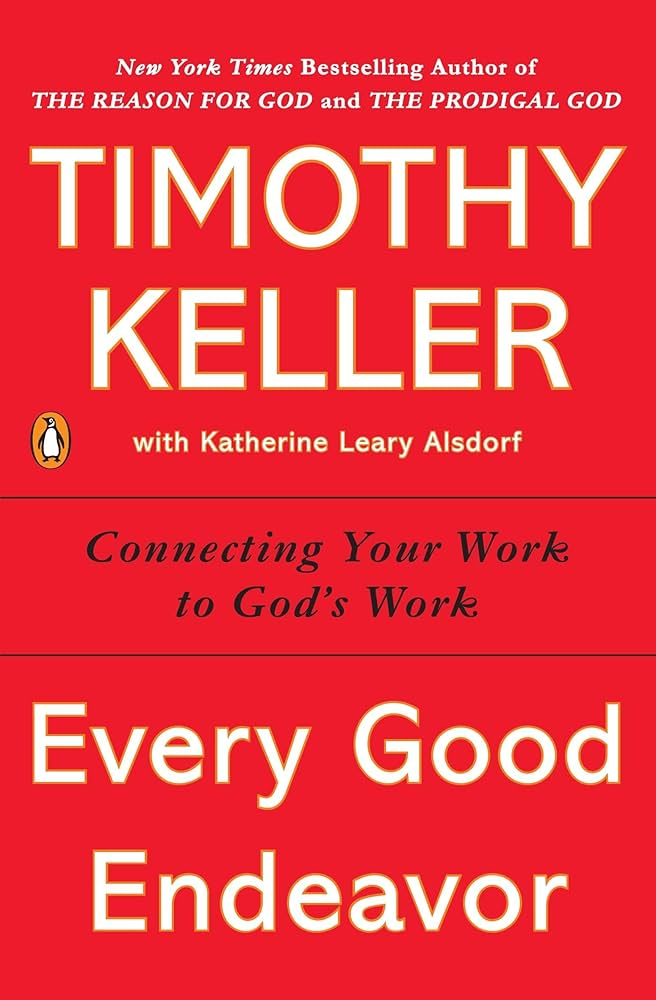 New York Times Bestselling Author of
THE REASON FOR GOD and THE PRODIGAL GOD
TIMOTHY
KELLER
with Katherine Leary Alsdorf
Connecting Your Work
to God's Work
Every Good
Endeavor